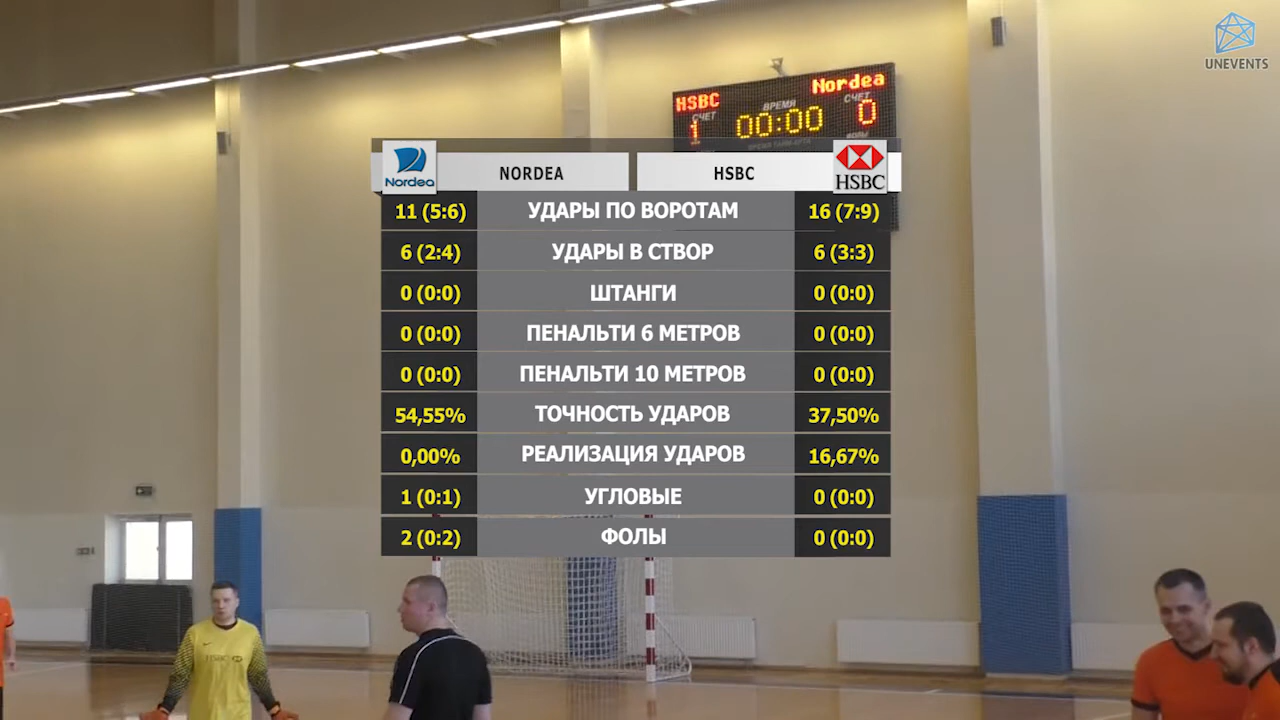 UNEVENTS
HSBC Nordea
СЧЕТ ВРЕМЯ СЧЕТ
1 00:00 0
ВРЕМЯ ТАЙМ-АУТА
Nordea NORDEA HSBC HSBC
11 (5:6) УДАРЫ ПО ВОРОТАМ 16 (7:9)
6 (2:4) УДАРЫ В СТВОР 6 (3:3)
0 (0:0) ШТАНГИ 0 (0:0)
0 (0:0) ПЕНАЛЬТИ 6 МЕТРОВ 0 (0:0)
0 (0:0) ПЕНАЛЬТИ 10 МЕТРОВ 0 (0:0)
54,55% ТОЧНОСТЬ УДАРОВ 37,50%
0,00% РЕАЛИЗАЦИЯ УДАРОВ 16,67%
1 (0:1) УГЛОВЫЕ 0 (0:0)
2 (0:2) ФОЛЫ 0 (0:0)
HSBC